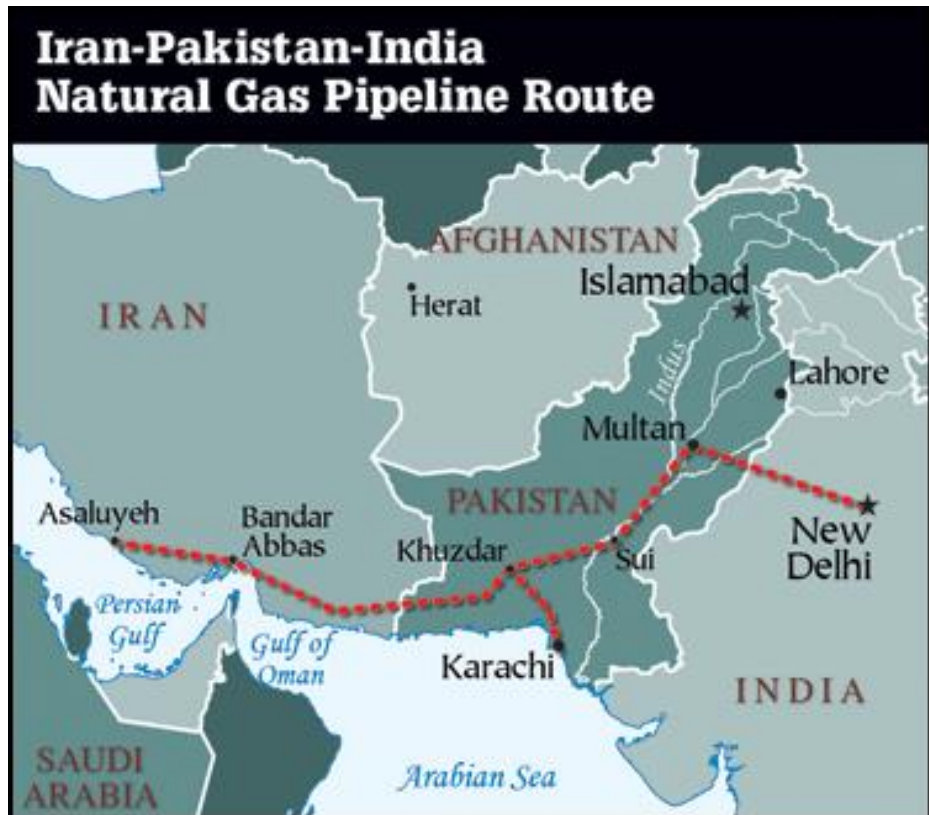 Iran-Pakistan-India
Natural Gas Pipeline Route
AFGHANISTAN
Islamabad
Herat
IRAN
Indus
Lahore
Multan
PAKISTAN
Asaluyeh
Bandar
Abbas
New
Delhi
Khuzdar
Sui
Persian
Gulf
Gulf of
Oman
Karachi
INDIA
SAUDI
ARABIA
Arabian Sea